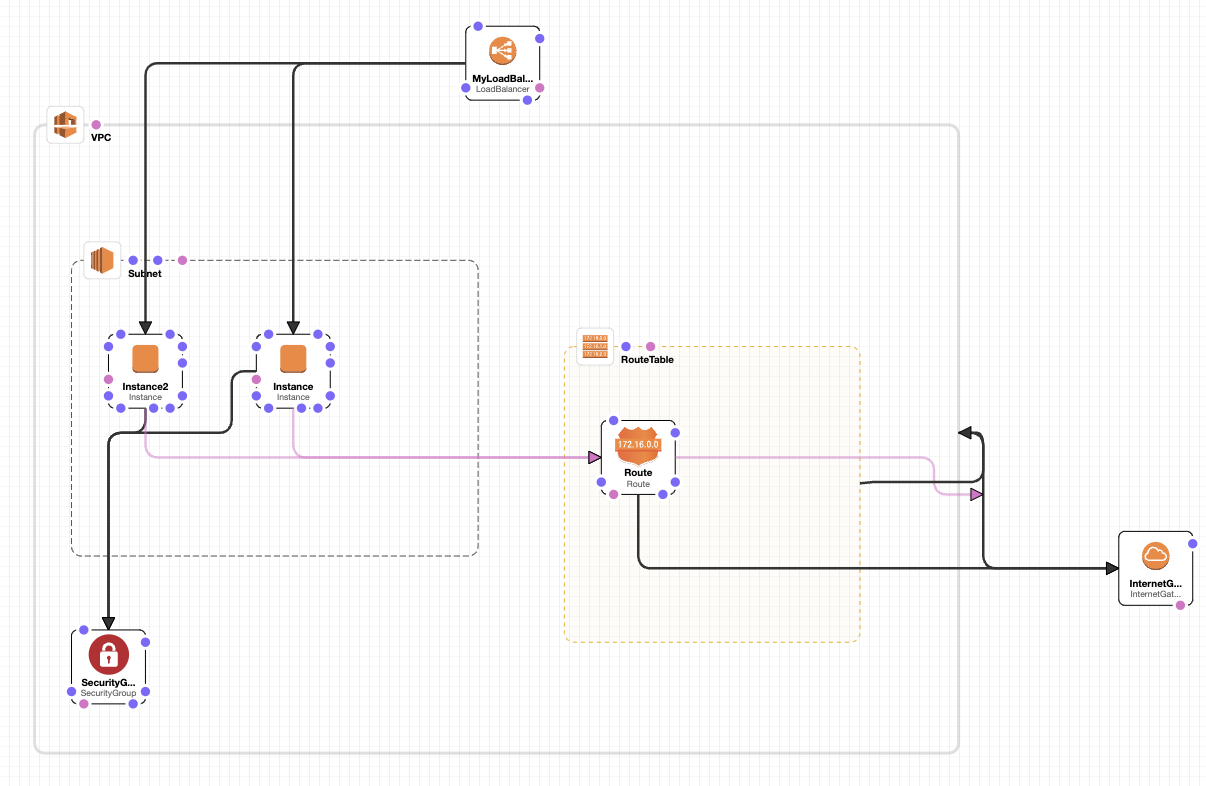 MyLoadBal...
LoadBalancer
VPC
Subnet
Instance2
Instance
Instance
Instance
RouteTable
172.16.0.0
Route
Route
InternetG...
InternetGat...
SecurityG...
SecurityGroup